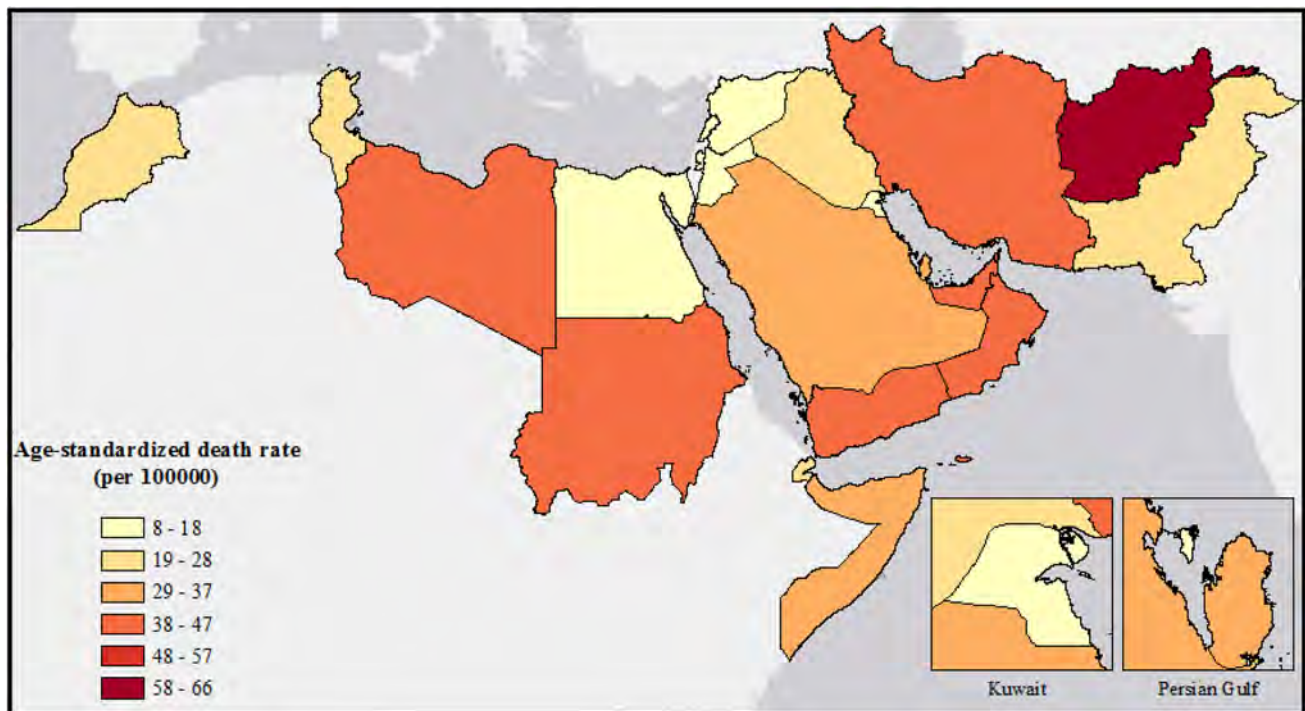 Age-standardized death rate
(per 100000)
8 - 18
19 - 28
29 - 37
38 - 47
48 - 57
58 - 66
Kuwait
Persian Gulf